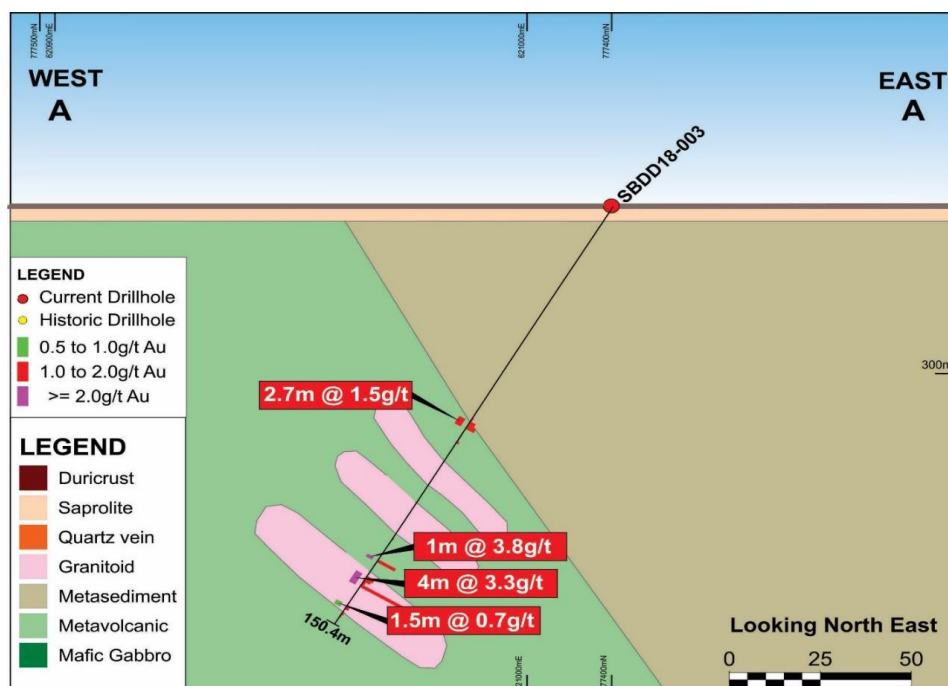 777500mN
620900mE
621000mE
777400mN
WEST
A
EAST
A
SBDD18-003
LEGEND
Current Drillhole
Historic Drillhole
0.5 to 1.0g/t Au
1.0 to 2.0g/t Au
>= 2.0g/t Au
300m
2.7m @ 1.5g/t
LEGEND
Duricrust
Saprolite
Quartz vein
Granitoid
Metasediment
Metavolcanic
Mafic Gabbro
1m @ 3.8g/t
4m @ 3.3g/t
1.5m @ 0.7g/t
150.4m
Looking North East
0 25 50
777400mN